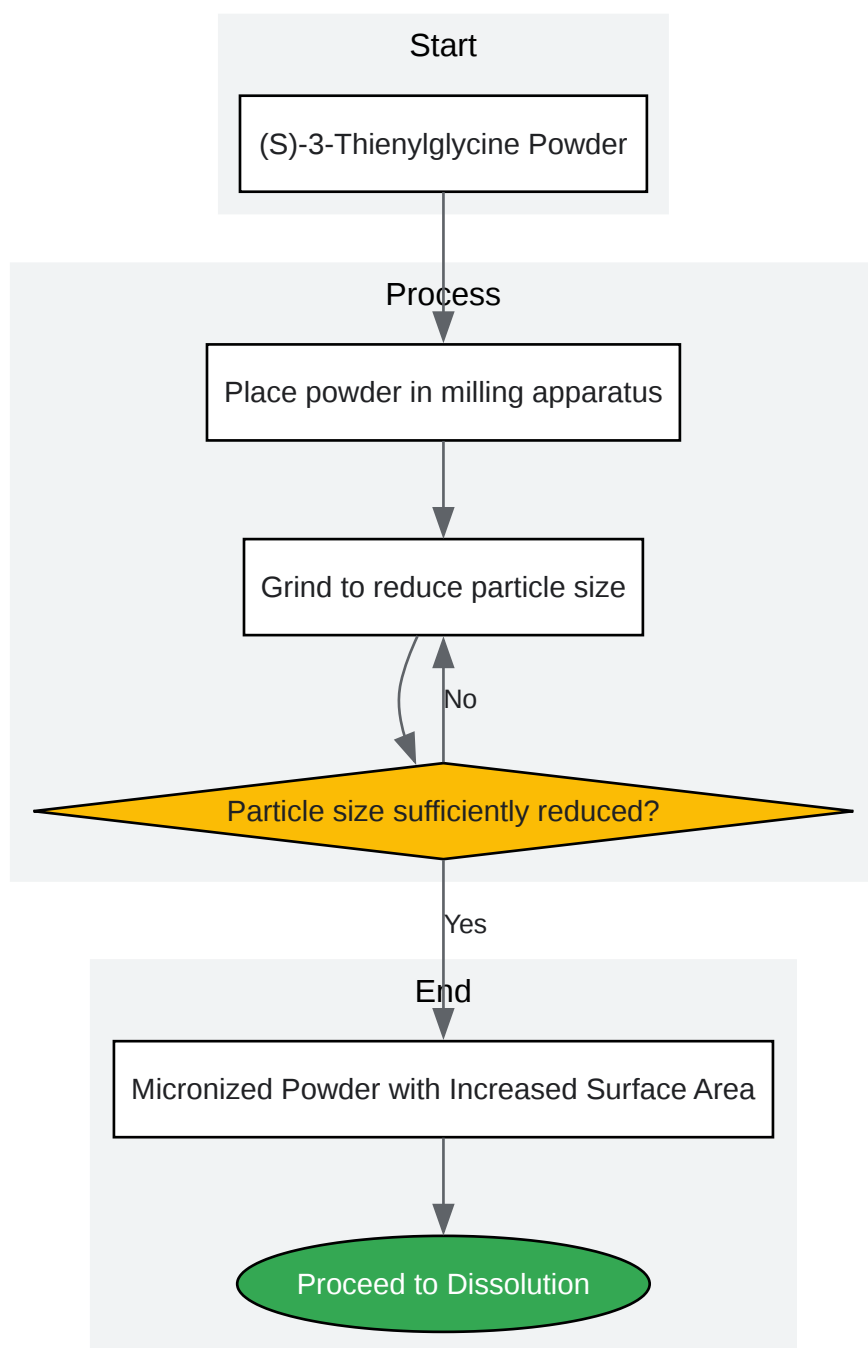 Start
(S)-3-Thienylglycine Powder
Process
Place powder in milling apparatus
Grind to reduce particle size
No
Particle size sufficiently reduced?
Yes
End
Micronized Powder with Increased Surface Area
Proceed to Dissolution